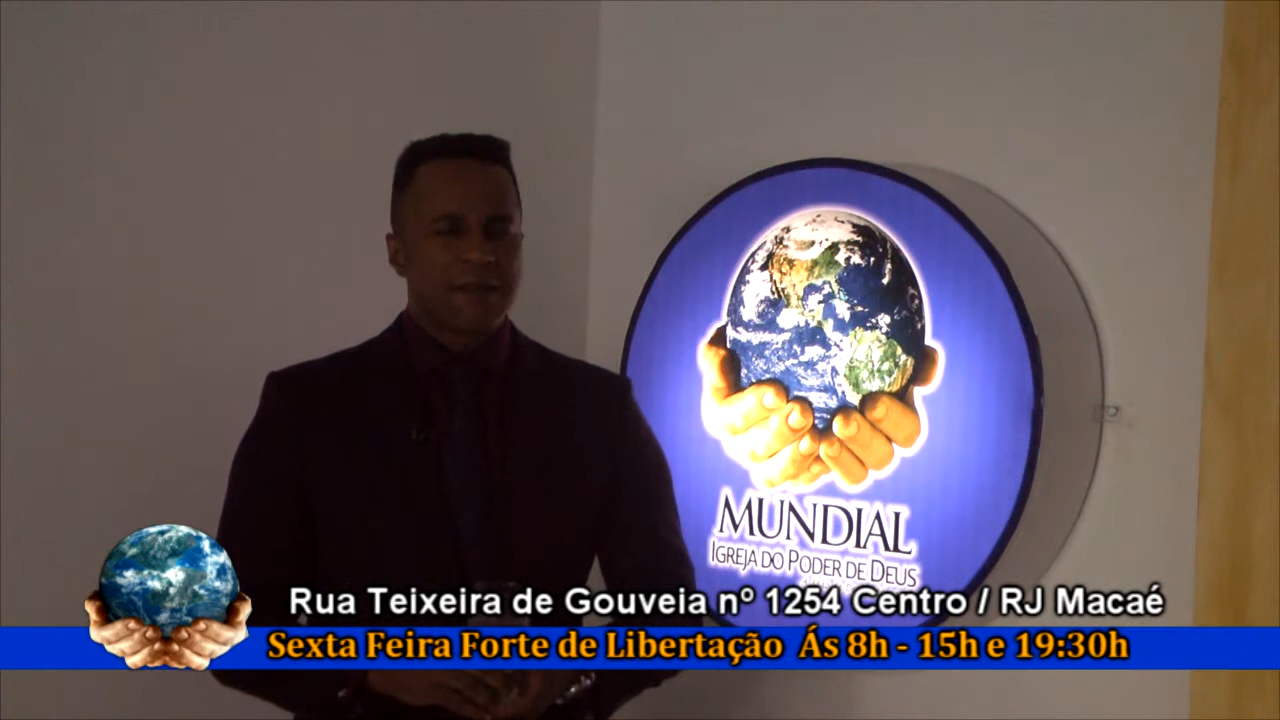 MUNDIAL
IGREJA DO PODER DE DEUS
Rua Teixeira de Gouveia nº 1254 Centro / RJ Macaé
Sexta Feira Forte de Libertação Ás 8h - 15h e 19:30h